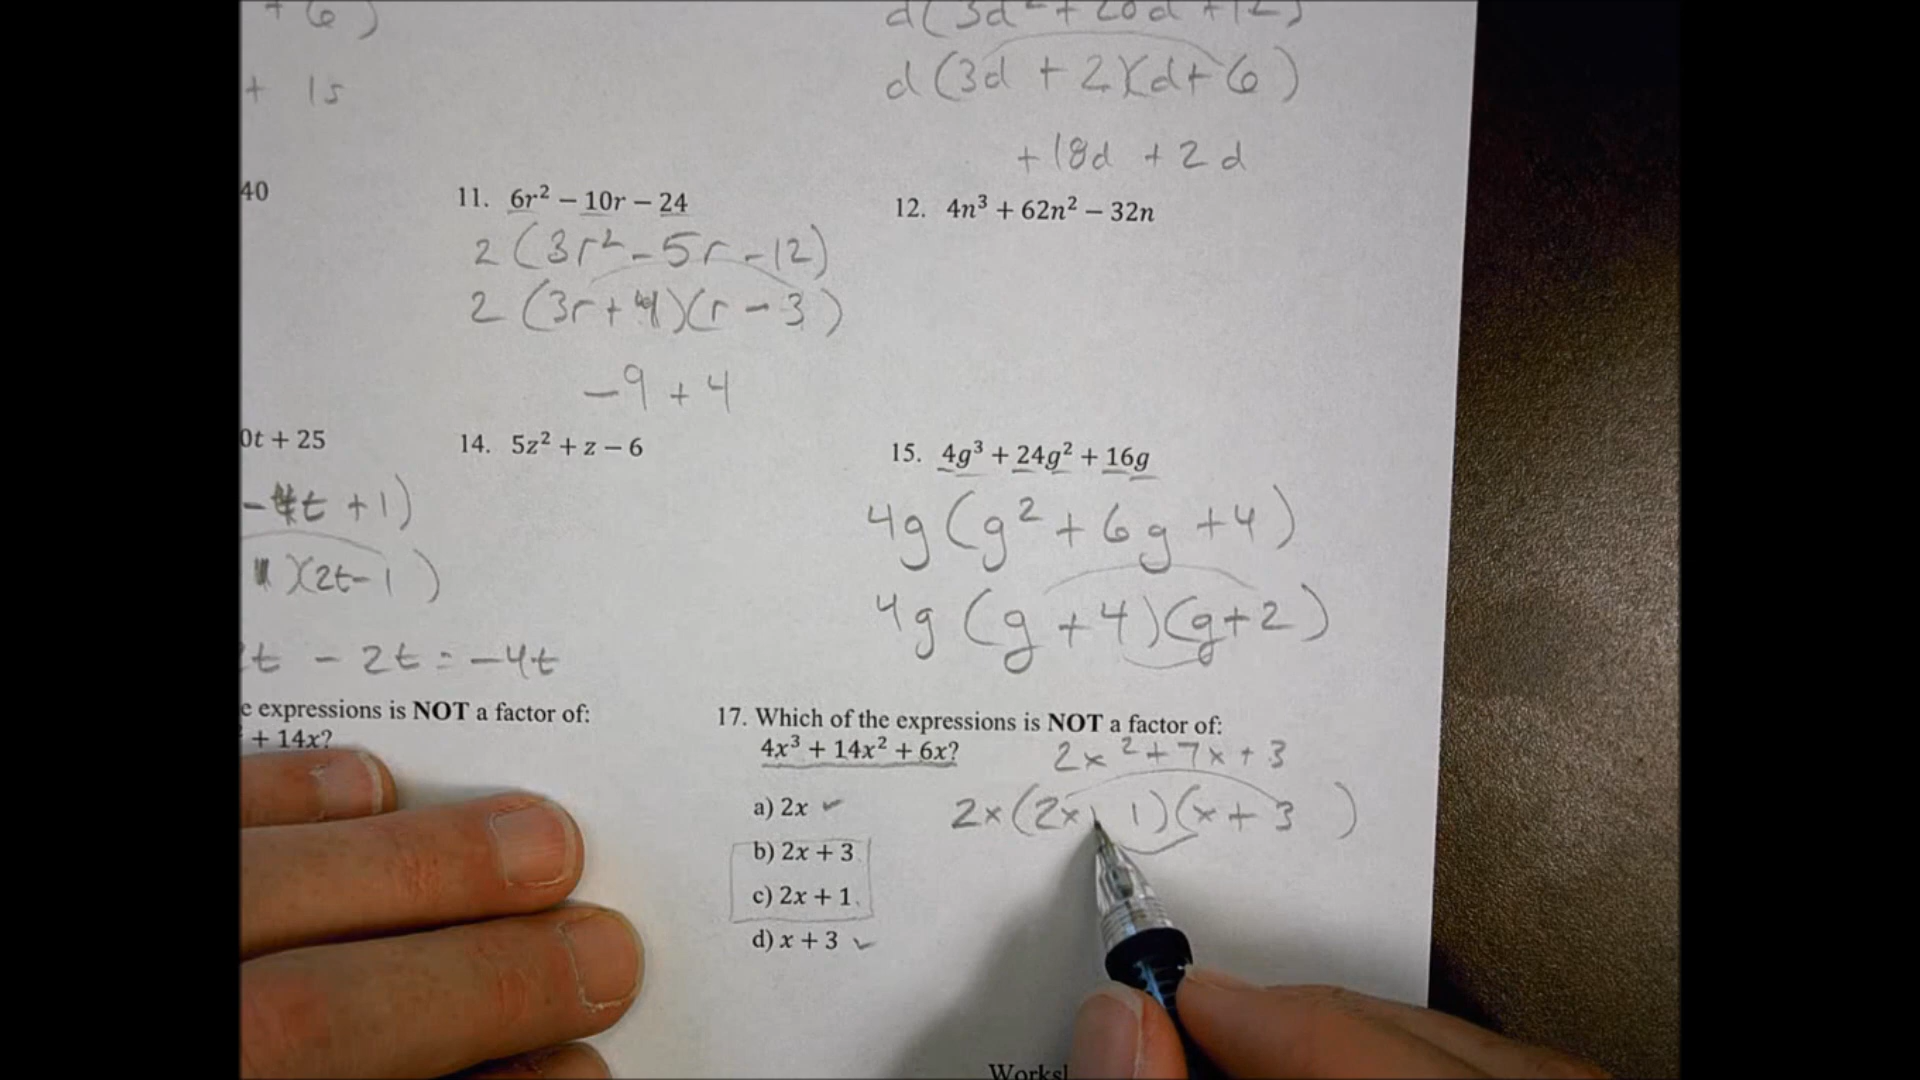 + 6)
d(3d² + 20d + 12)
d(3d + 2)(d + 6)
+ 1s
+18d + 2d
40
11. 6r² − 10r − 24
12. 4n³ + 62n² − 32n
2(3r² - 5r - 12)
2(3r + 4)(r - 3)
-9 + 4
0t + 25
14. 5z² + z − 6
15. 4g³ + 24g² + 16g
-4t + 1)
4g(g² + 6g + 4)
)(2t-1)
4g(g + 4)(g+2)
t - 2t = -4t
e expressions is NOT a factor of:
+ 14x?
17. Which of the expressions is NOT a factor of:
4x³ + 14x² + 6x?
2x² + 7x + 3
a) 2x
2x(2x 1)(x + 3)
b) 2x + 3
c) 2x + 1
d) x + 3
Worksl